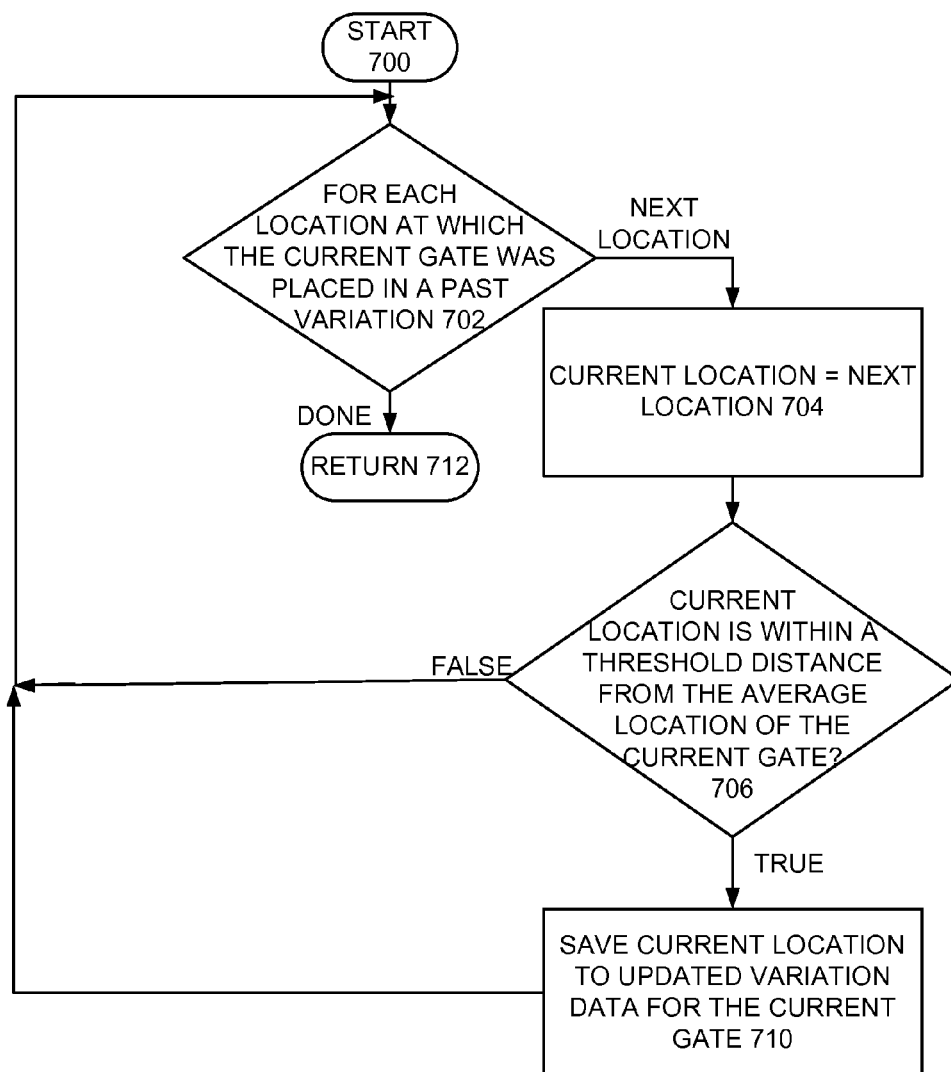 START
700
FOR EACH
LOCATION AT WHICH
THE CURRENT GATE WAS
PLACED IN A PAST
VARIATION 702
NEXT
LOCATION
CURRENT LOCATION = NEXT
LOCATION 704
DONE
RETURN 712
CURRENT
LOCATION IS WITHIN A
THRESHOLD DISTANCE
FROM THE AVERAGE
LOCATION OF THE
CURRENT GATE?
706
FALSE
TRUE
SAVE CURRENT LOCATION
TO UPDATED VARIATION
DATA FOR THE CURRENT
GATE 710